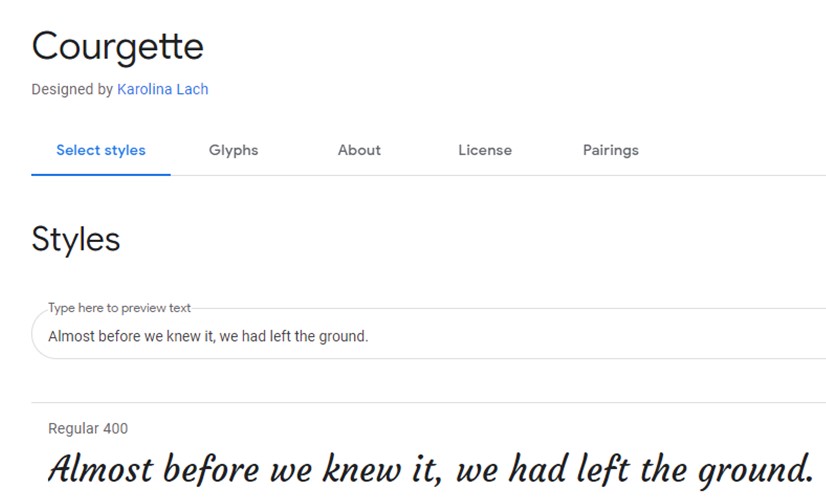 Courgette
Designed by Karolina Lach
Select styles Glyphs About License Pairings
Styles
Type here to preview text
Almost before we knew it, we had left the ground.
Regular 400
Almost before we knew it, we had left the ground.